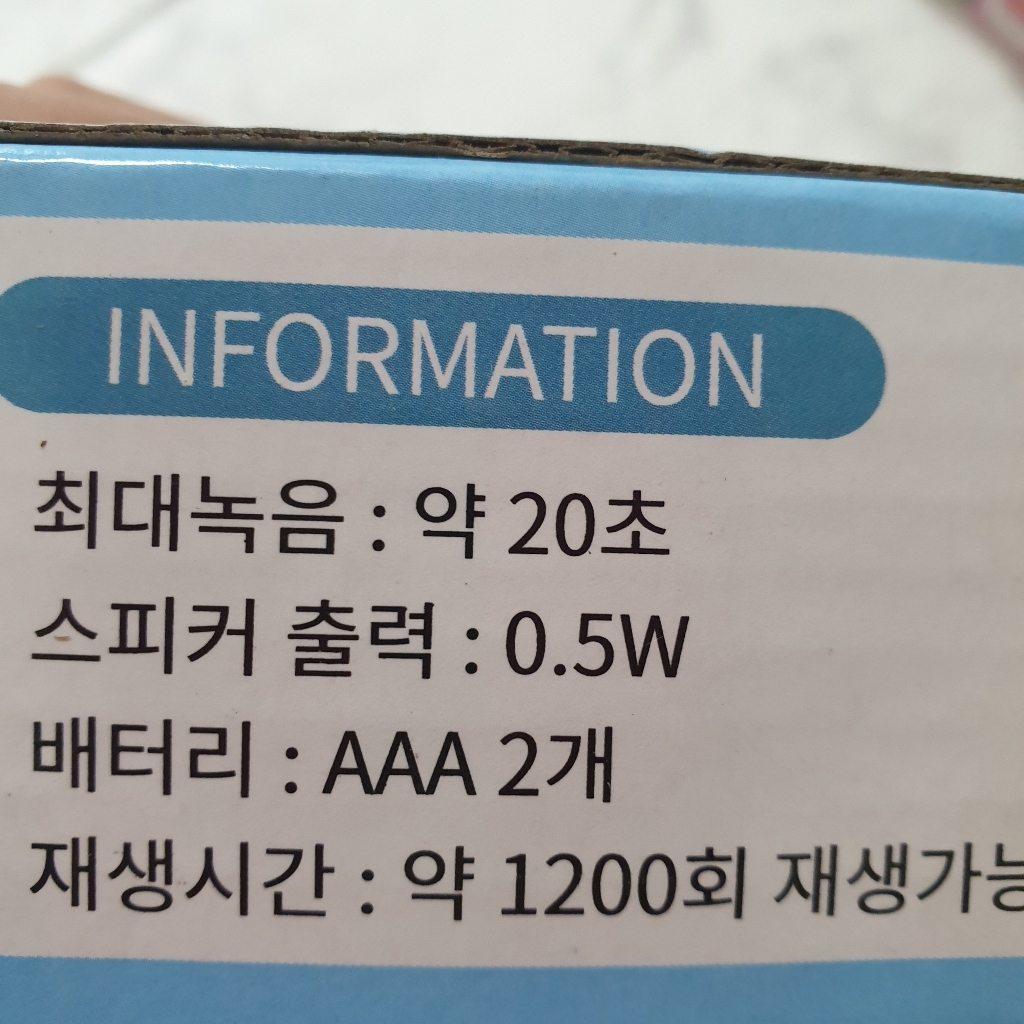 INFORMATION
최대녹음 : 약 20초
스피커 출력 : 0.5W
배터리 : AAA 2개
재생시간 : 약 1200회 재생가능